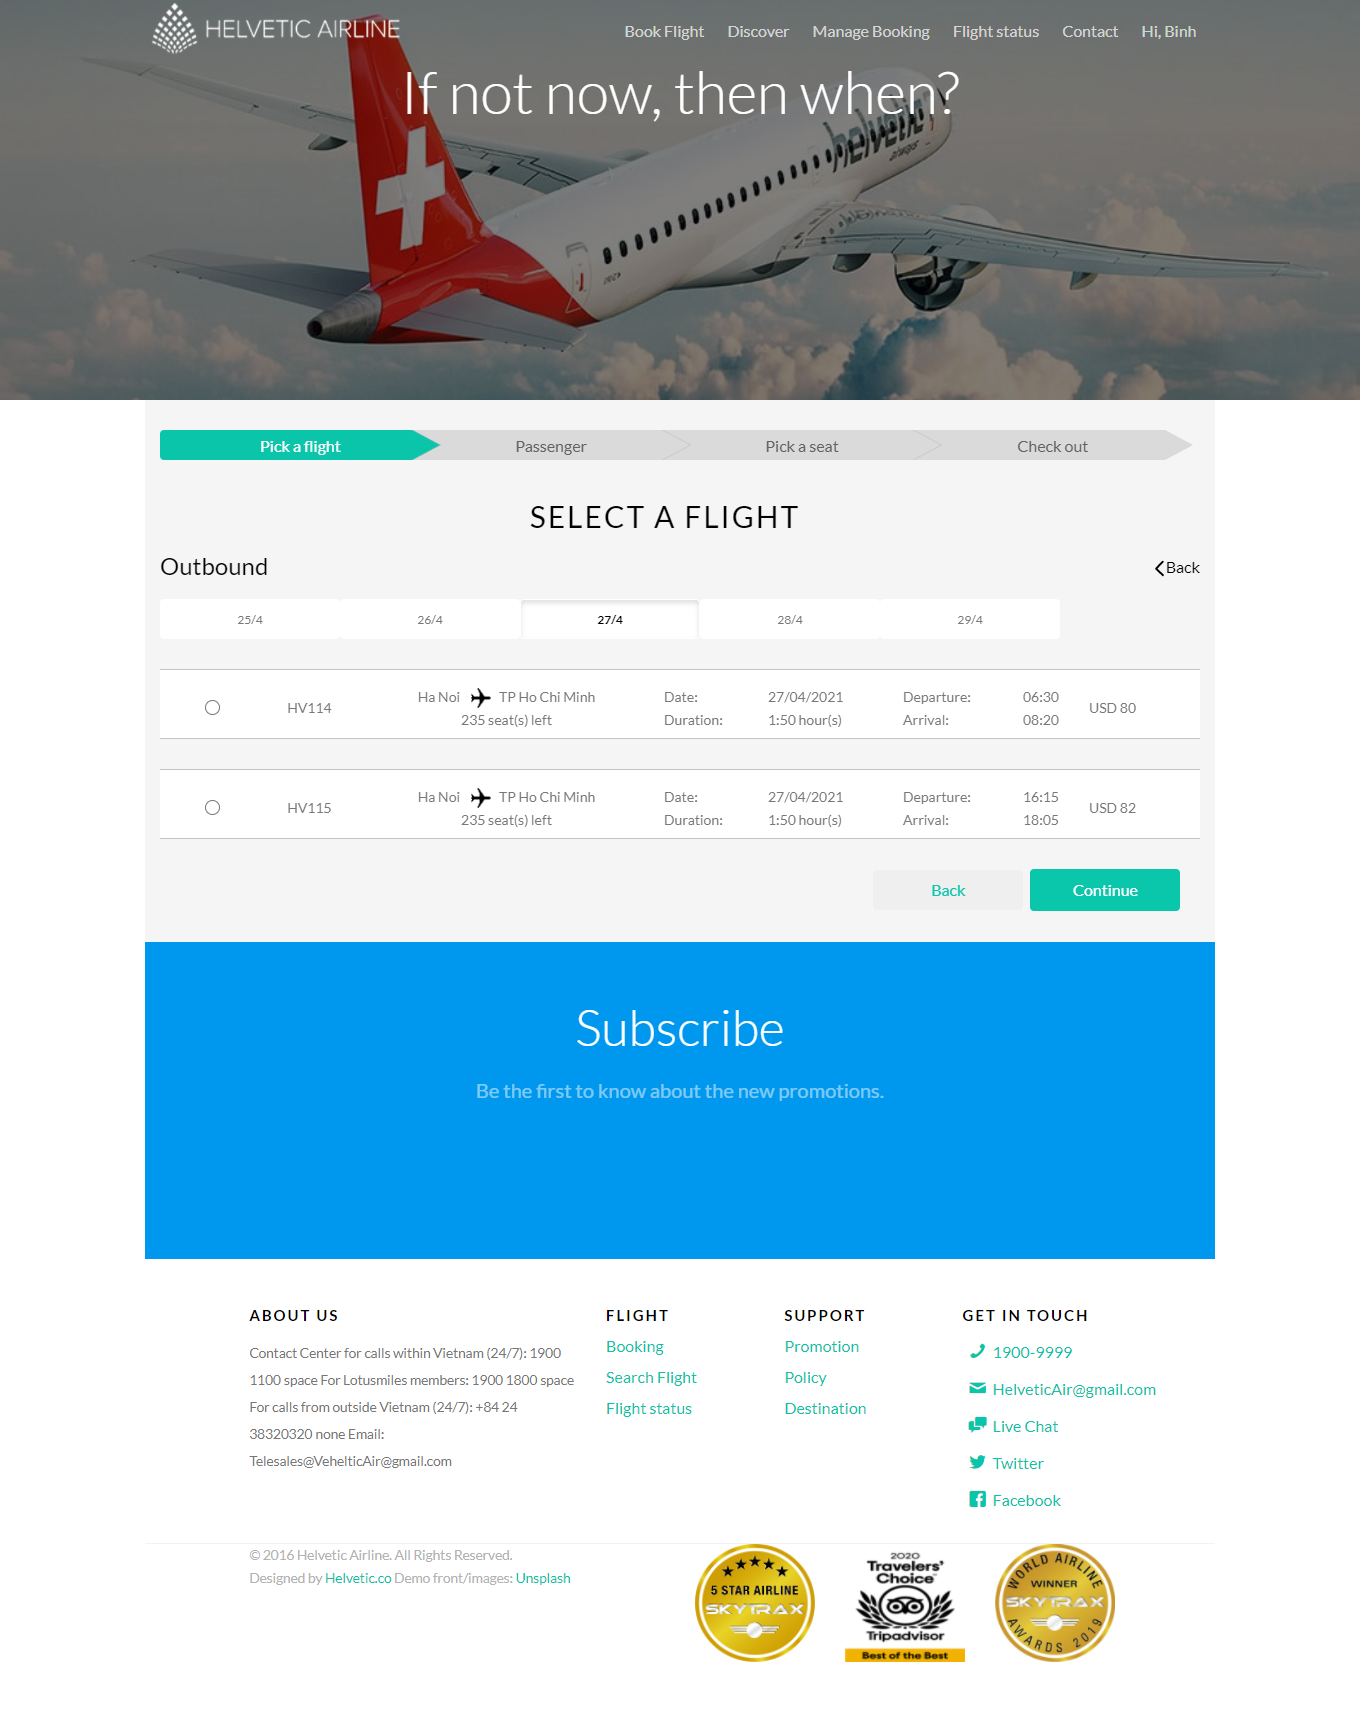 HELVETIC AIRLINE
Book Flight Discover Manage Booking Flight status Contact Hi, Binh
If not now, then when?
helvetic
airways
Pick a flight Passenger Pick a seat Check out
SELECT A FLIGHT
Outbound
Back
25/4 26/4 27/4 28/4 29/4
HV114 Ha Noi TP Ho Chi Minh Date: 27/04/2021 Departure: 06:30 USD 80
235 seat(s) left Duration: 1:50 hour(s) Arrival: 08:20
HV115 Ha Noi TP Ho Chi Minh Date: 27/04/2021 Departure: 16:15 USD 82
235 seat(s) left Duration: 1:50 hour(s) Arrival: 18:05
Back Continue
Subscribe
Be the first to know about the new promotions.
ABOUT US
Contact Center for calls within Vietnam (24/7): 1900
1100 space For Lotusmiles members: 1900 1800 space
For calls from outside Vietnam (24/7): +84 24
38320320 none Email:
Telesales@VehelticAir@gmail.com
FLIGHT
Booking
Search Flight
Flight status
SUPPORT
Promotion
Policy
Destination
GET IN TOUCH
1900-9999
HelveticAir@gmail.com
Live Chat
Twitter
Facebook
© 2016 Helvetic Airline. All Rights Reserved.
Designed by Helvetic.co Demo front/images: Unsplash
5 STAR AIRLINE
SKYTRAX
2020
Travelers'
Choice
Tripadvisor
Best of the Best
WORLD AIRLINE
WINNER
SKYTRAX
AWARDS 2019